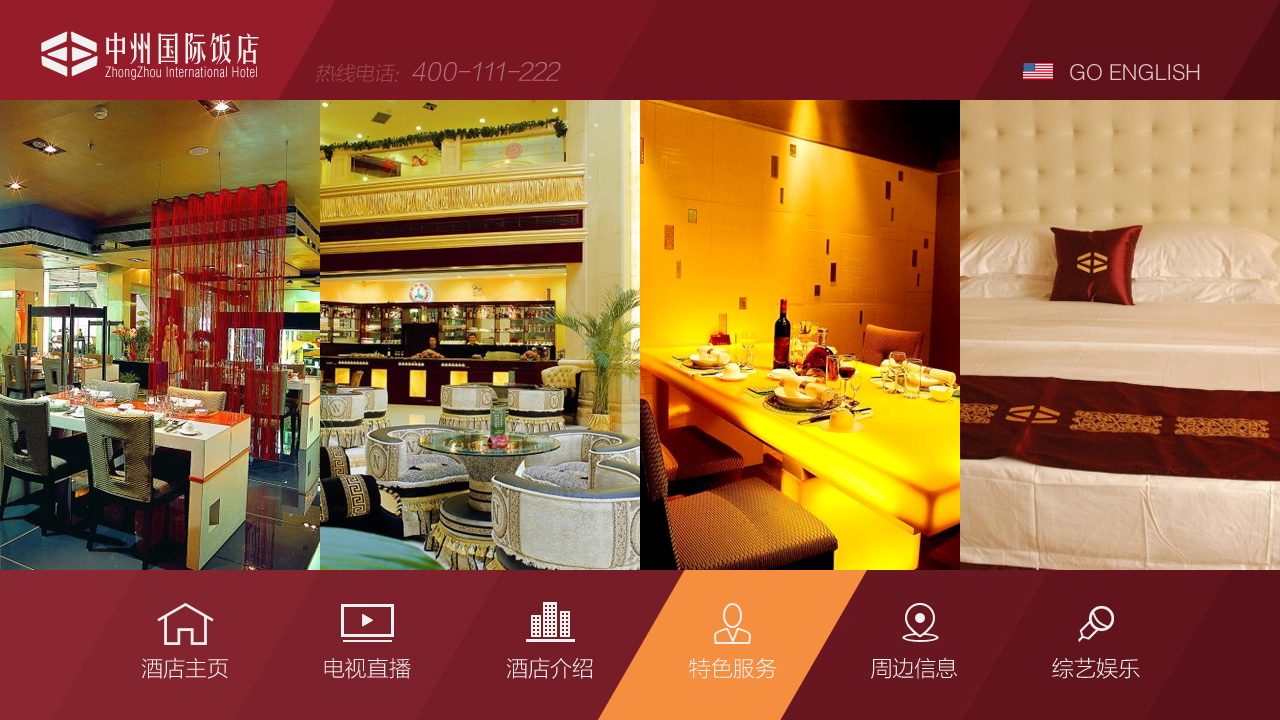 中州国际饭店
ZhongZhou International Hotel
热线电话：400-111-222
GO ENGLISH
酒店主页
电视直播
酒店介绍
特色服务
周边信息
综艺娱乐